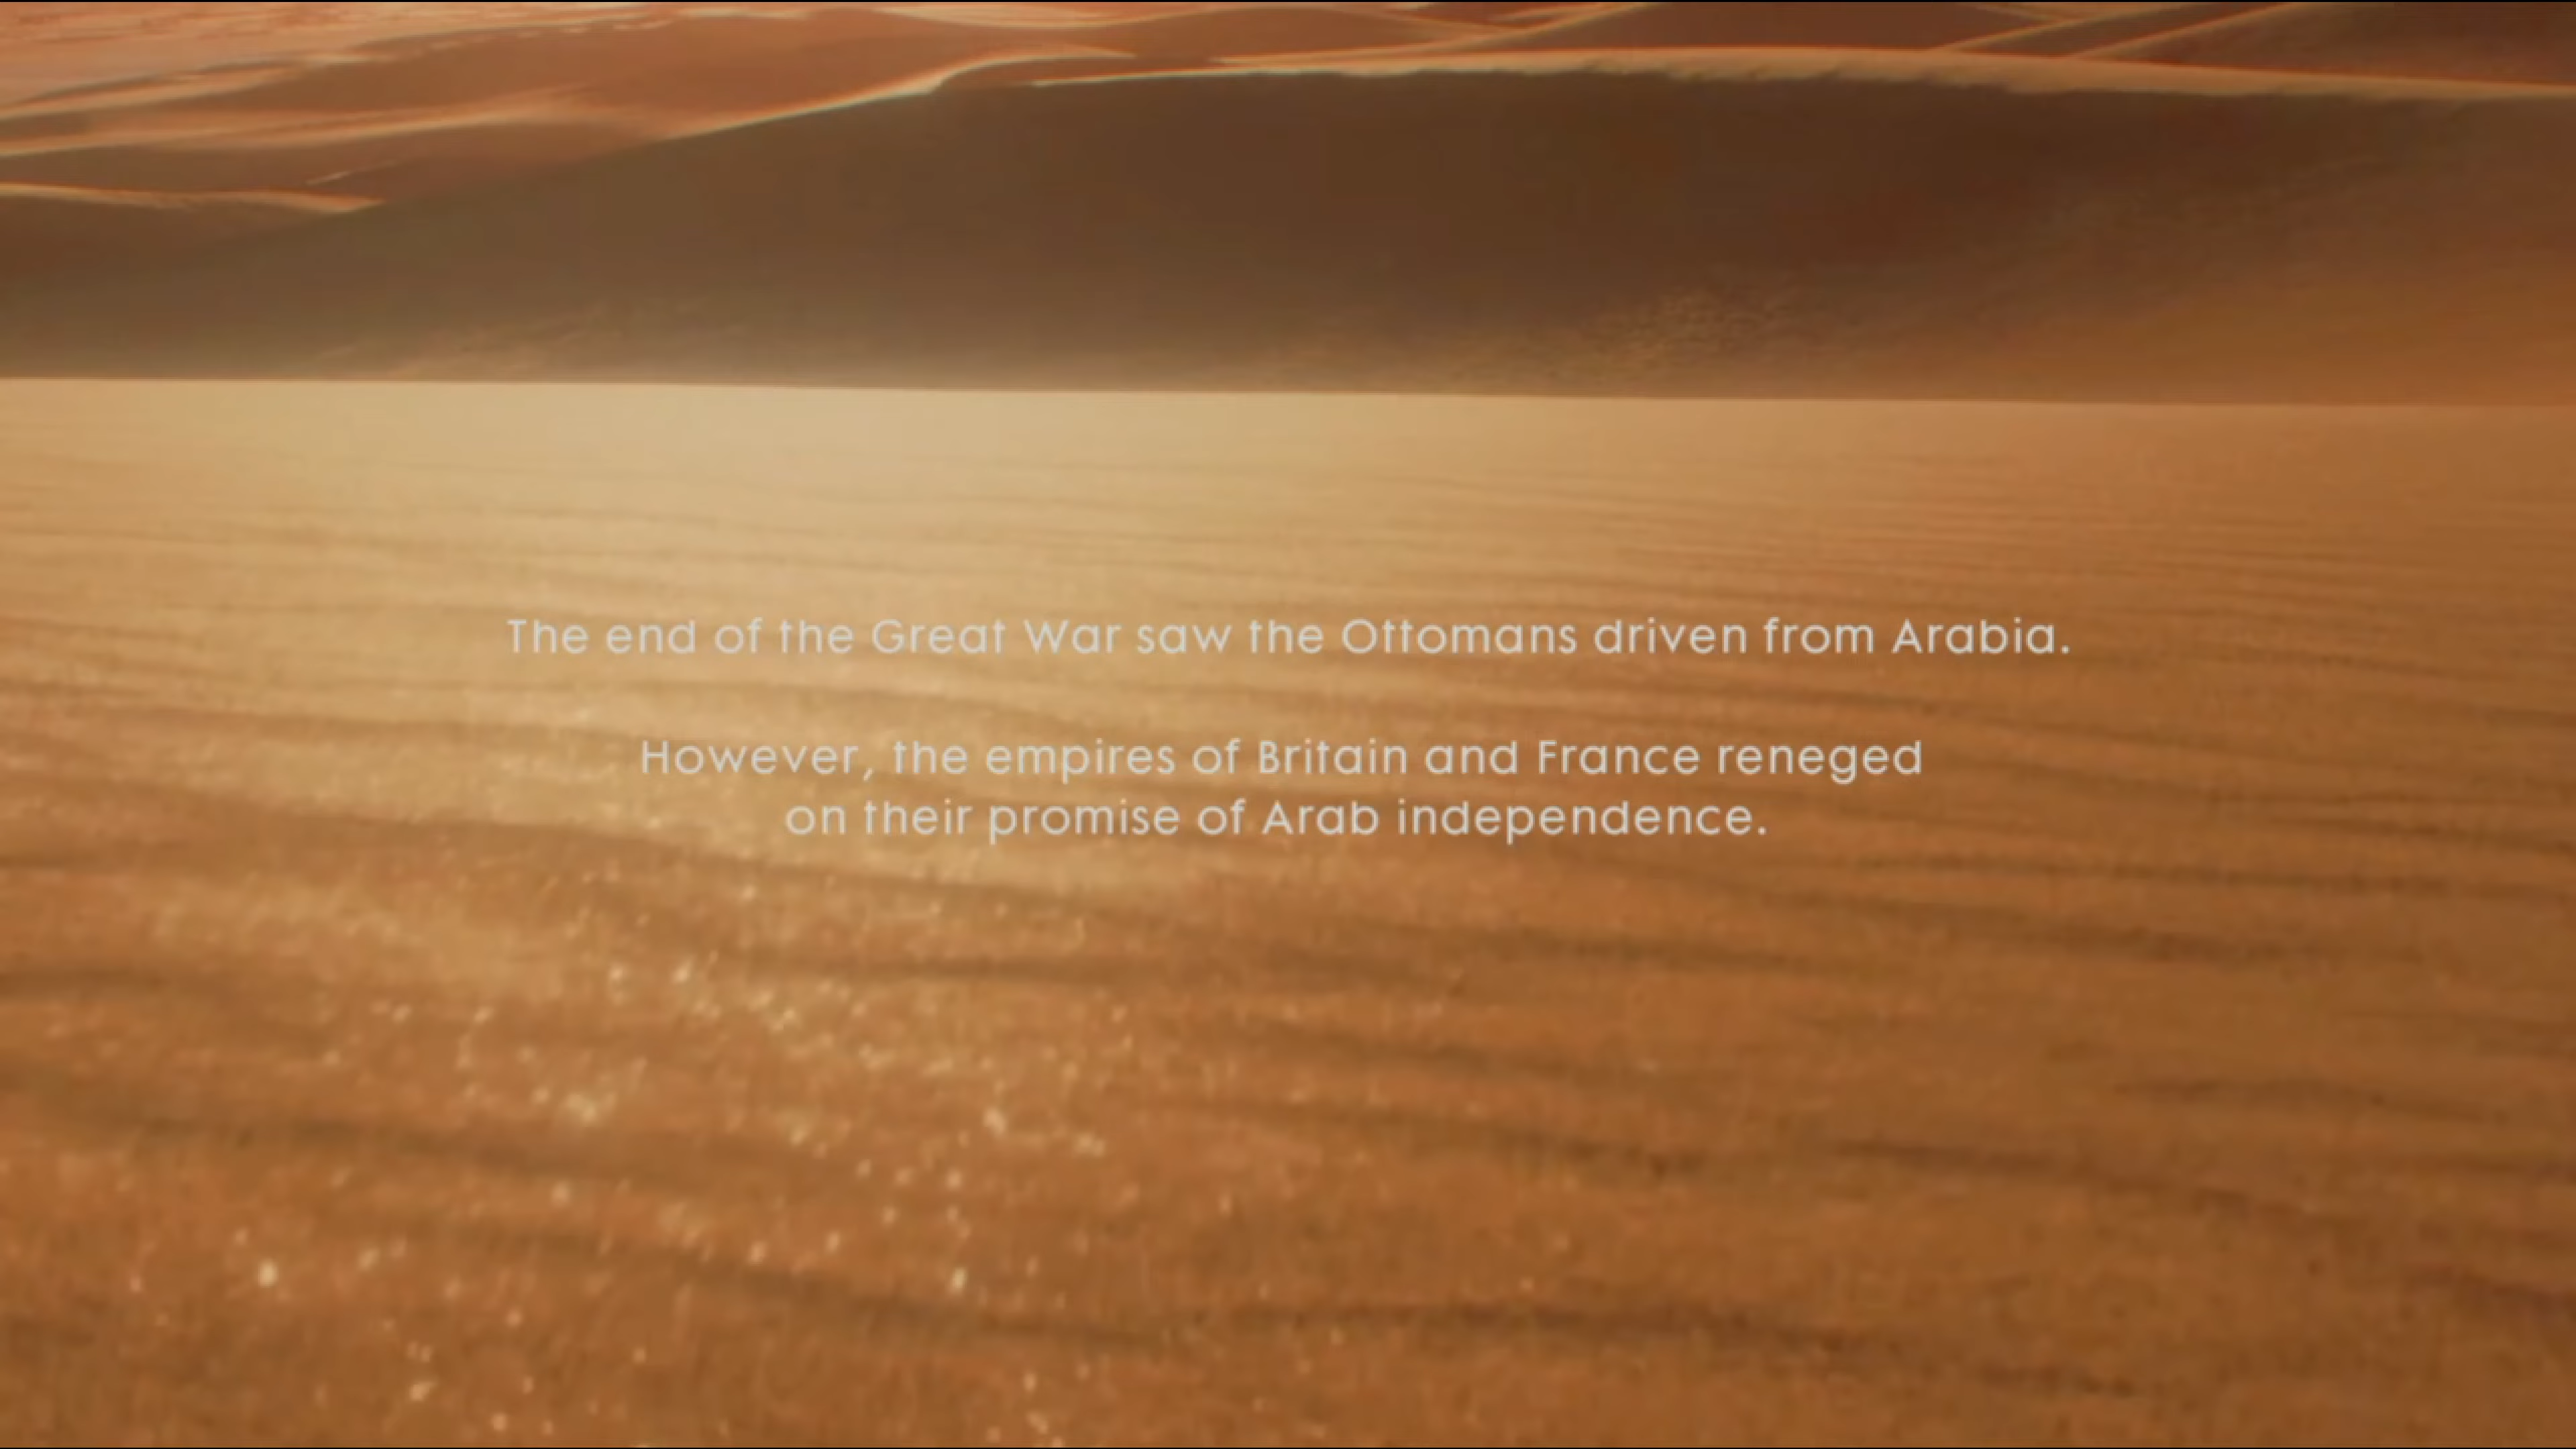 The end of the Great War saw the Ottomans driven from Arabia.
However, the empires of Britain and France reneged
on their promise of Arab independence.